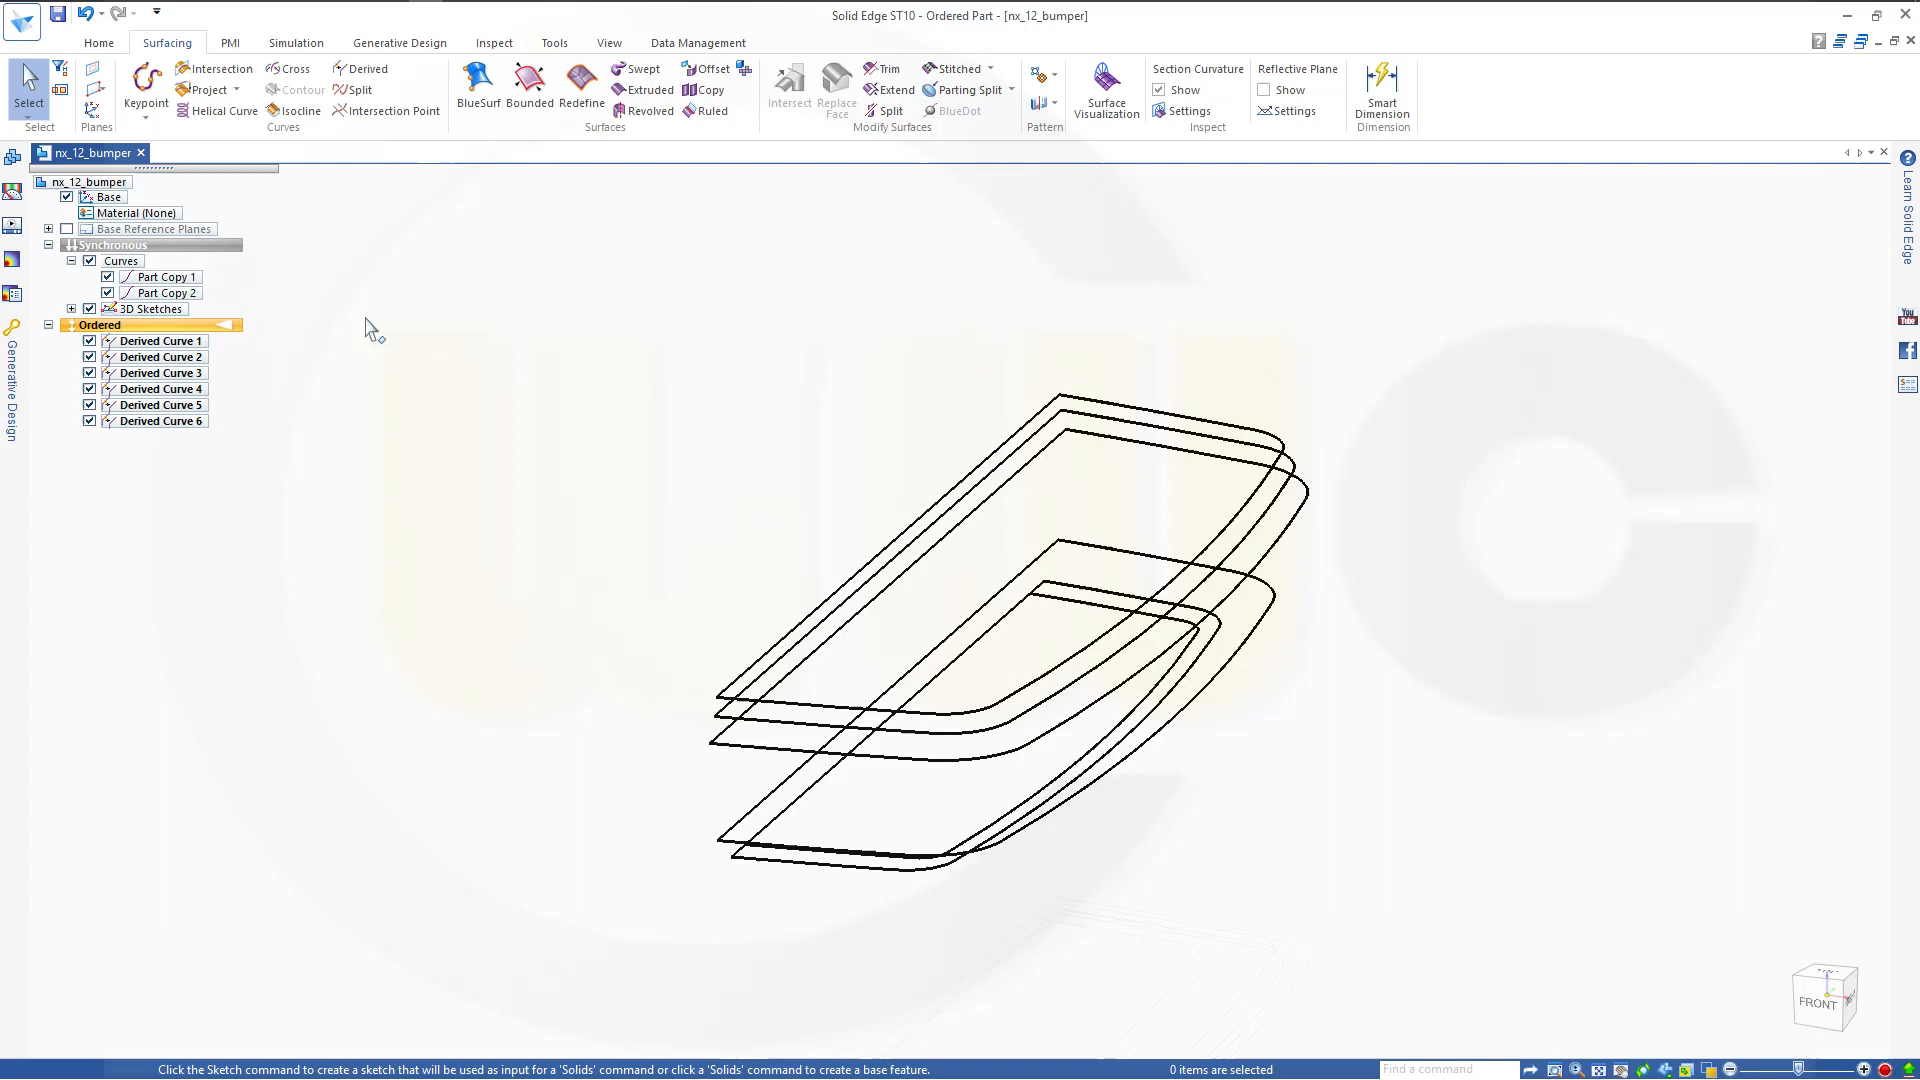 Solid Edge ST10 - Ordered Part - [nx_12_bumper]
Home Surfacing PMI Simulation Generative Design Inspect Tools View Data Management
Select
Select
Planes
Keypoint
Intersection
Project
Helical Curve
Cross
Contour
Isocline
Derived
Split
Intersection Point
Curves
BlueSurf
Bounded
Redefine
Swept
Extruded
Revolved
Offset
Copy
Ruled
Surfaces
Intersect
Replace
Face
Trim
Extend
Split
Stitched
Parting Split
BlueDot
Modify Surfaces
Pattern
Surface
Visualization
Section Curvature
Show
Settings
Inspect
Reflective Plane
Show
Settings
Smart
Dimension
Dimension
nx_12_bumper
nx_12_bumper
Base
Material (None)
Base Reference Planes
Synchronous
Curves
Part Copy 1
Part Copy 2
3D Sketches
Ordered
Derived Curve 1
Derived Curve 2
Derived Curve 3
Derived Curve 4
Derived Curve 5
Derived Curve 6
Generative Design
Learn Solid Edge
You
Tube
FRONT
Click the Sketch command to create a sketch that will be used as input for a 'Solids' command or click a 'Solids' command to create a base feature.
0 items are selected
Find a command